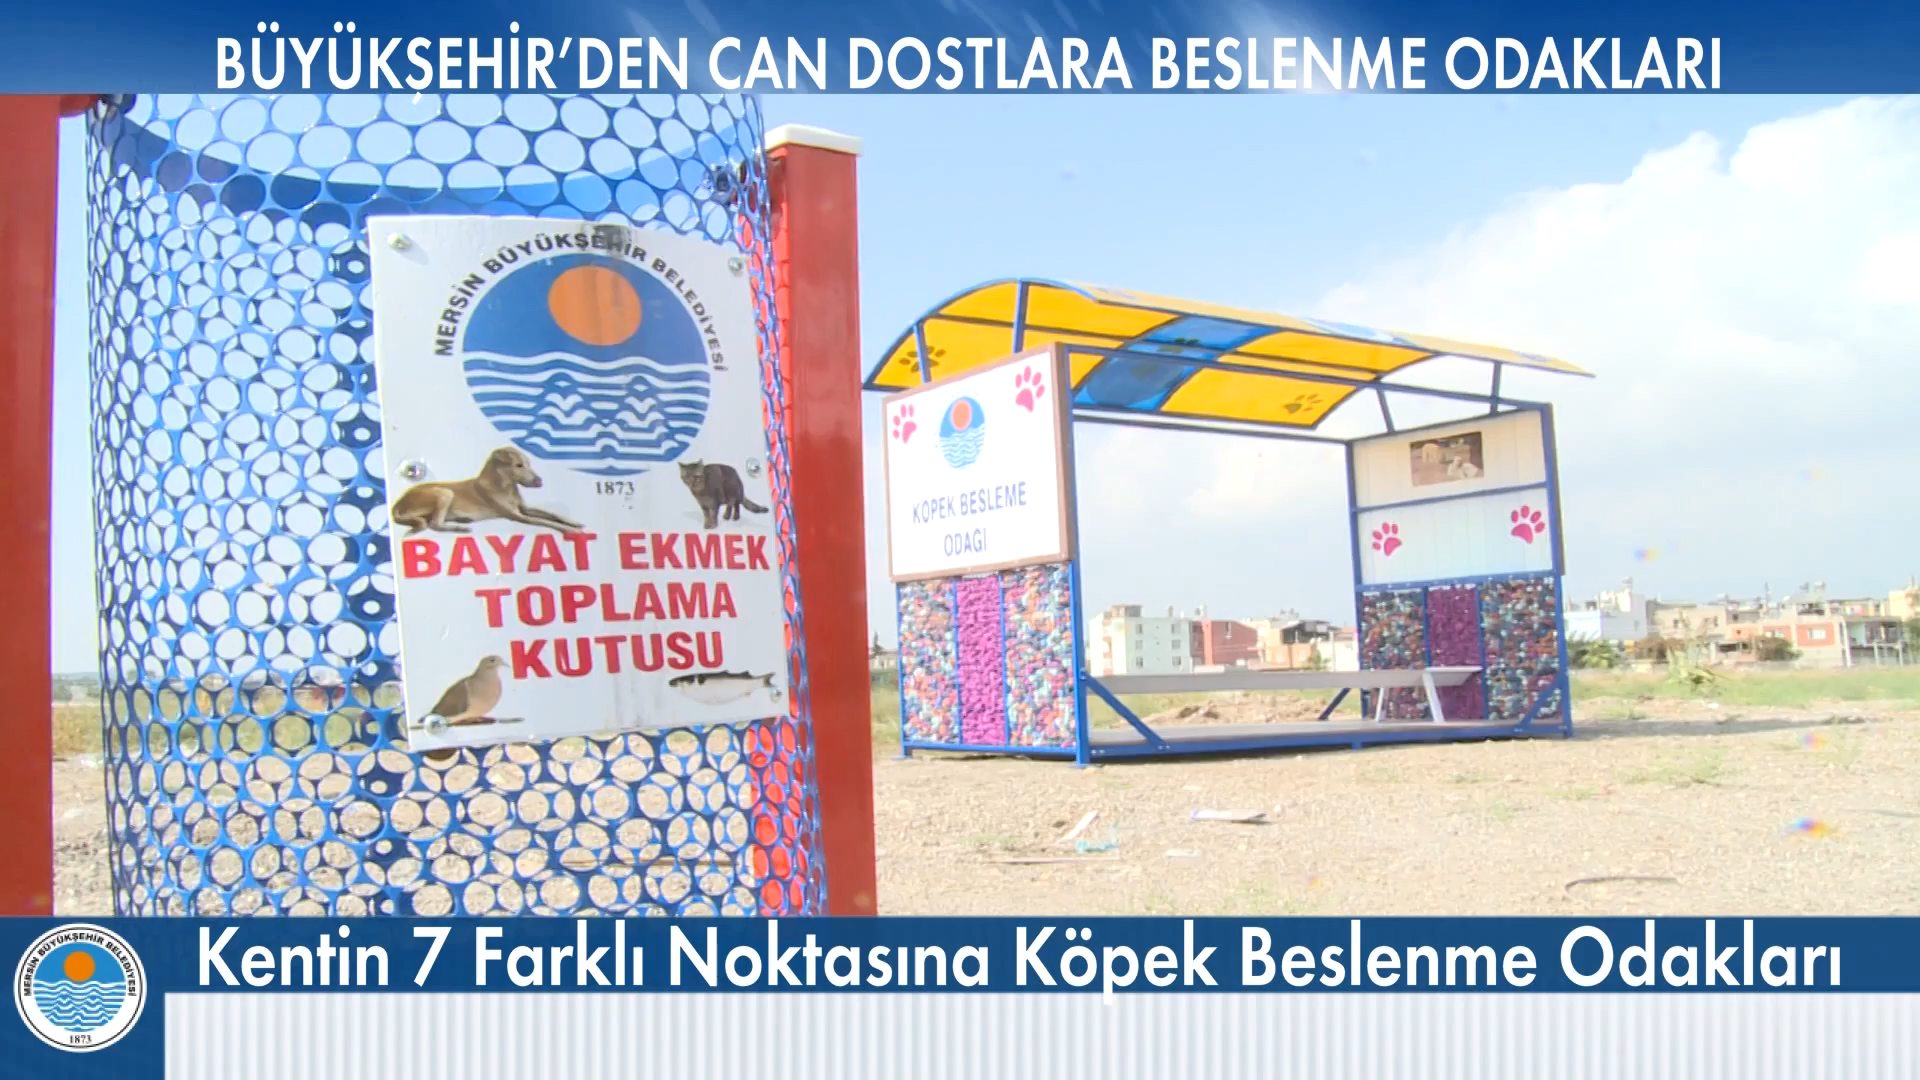 BÜYÜKŞEHİR’DEN CAN DOSTLARA BESLENME ODAKLARI
MERSİN BÜYÜKŞEHİR BELEDİYESİ
1873
BAYAT EKMEK
TOPLAMA
KUTUSU
KÖPEK BESLEME
ODAĞI
Kentin 7 Farklı Noktasına Köpek Beslenme Odakları
MERSİN BÜYÜKŞEHİR BELEDİYESİ
1873